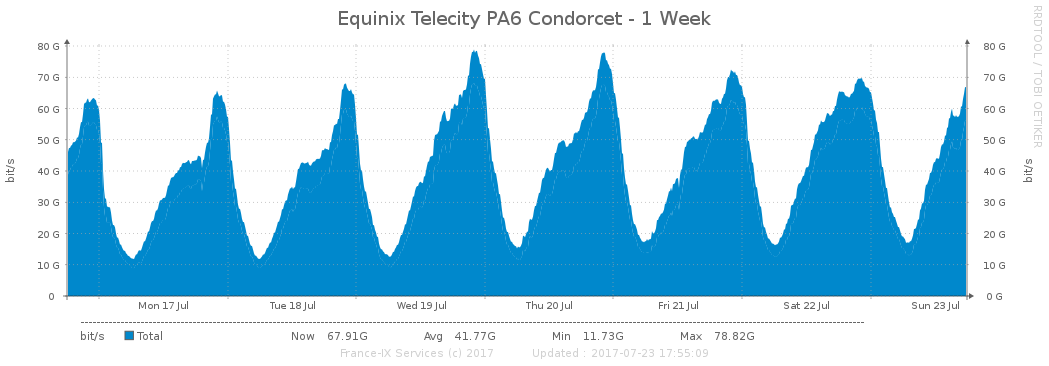 Equinix Telecity PA6 Condorcet - 1 Week
RRDTOOL / TOBI OETIKER
bit/s
80 G 80 G
70 G 70 G
60 G 60 G
50 G 50 G
40 G 40 G
30 G 30 G
20 G 20 G
10 G 10 G
0 0 G
bit/s
Mon 17 Jul Tue 18 Jul Wed 19 Jul Thu 20 Jul Fri 21 Jul Sat 22 Jul Sun 23 Jul
bit/s Total Now 67.91G Avg 41.77G Min 11.73G Max 78.82G
France-IX Services (c) 2017 Updated : 2017-07-23 17:55:09